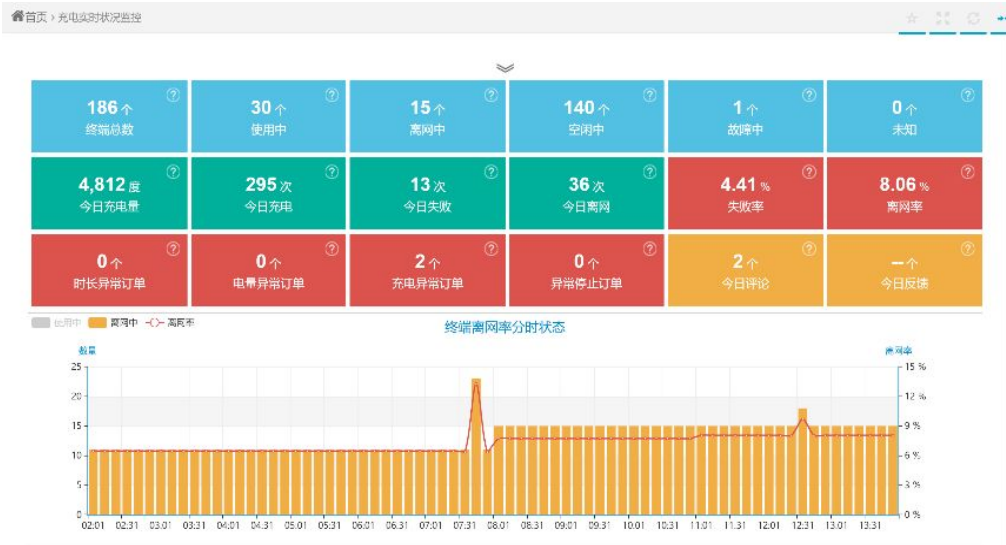 首页 › 充电实时状况监控
186 个
终端总数
30 个
使用中
15 个
离网中
140 个
空闲中
1 个
故障中
0 个
未知
4,812 度
今日充电量
295 次
今日充电
13 次
今日失败
36 次
今日离网
4.41 %
失败率
8.06 %
离网率
0 个
时长异常订单
0 个
电量异常订单
2 个
充电异常订单
0 个
异常停止订单
2 个
今日评论
-- 个
今日反馈
使用中 离网中 离网率
终端离网率分时状态
数量 离网率
25 15 %
20 12 %
15 9 %
10 6 %
5 3 %
0 0 %
02:01 02:31 03:01 03:31 04:01 04:31 05:01 05:31 06:01 06:31 07:01 07:31 08:01 08:31 09:01 09:31 10:01 10:31 11:01 11:31 12:01 12:31 13:01 13:31